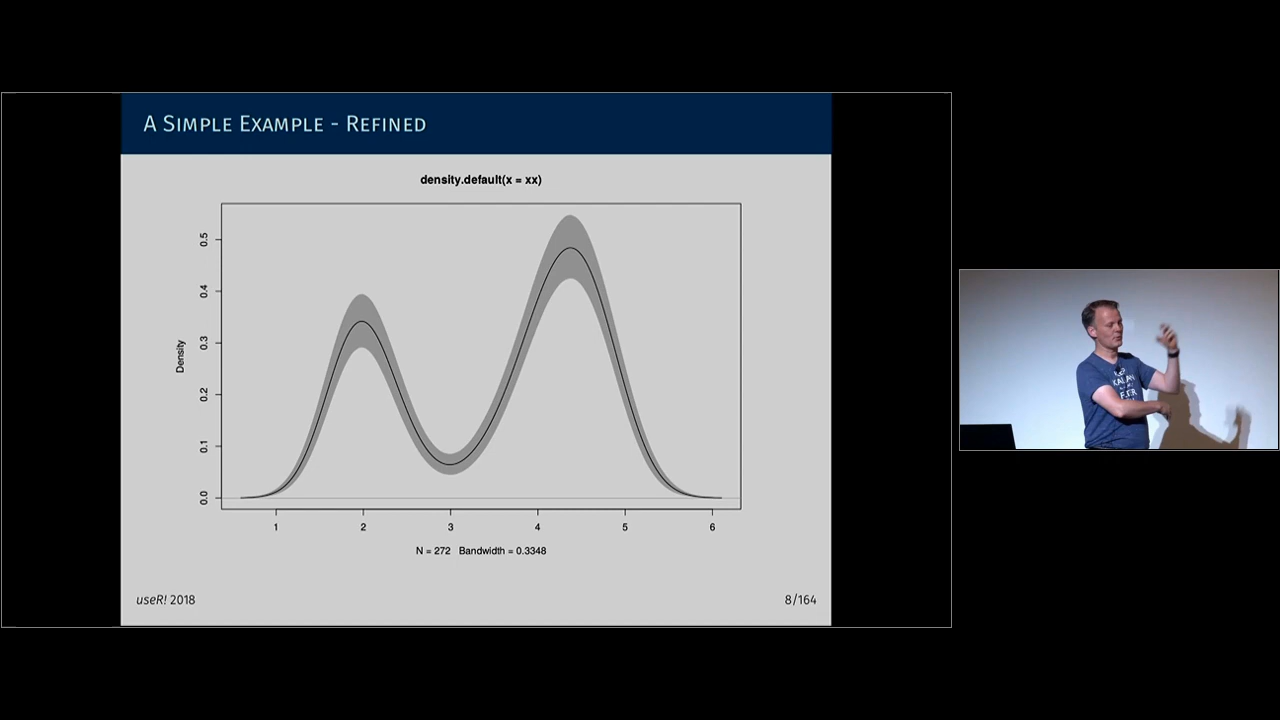 A SIMPLE EXAMPLE - REFINED
density.default(x = xx)
Density
0.5
0.4
0.3
0.2
0.1
0.0
1 2 3 4 5 6
N = 272 Bandwidth = 0.3348
useR! 2018
8/164